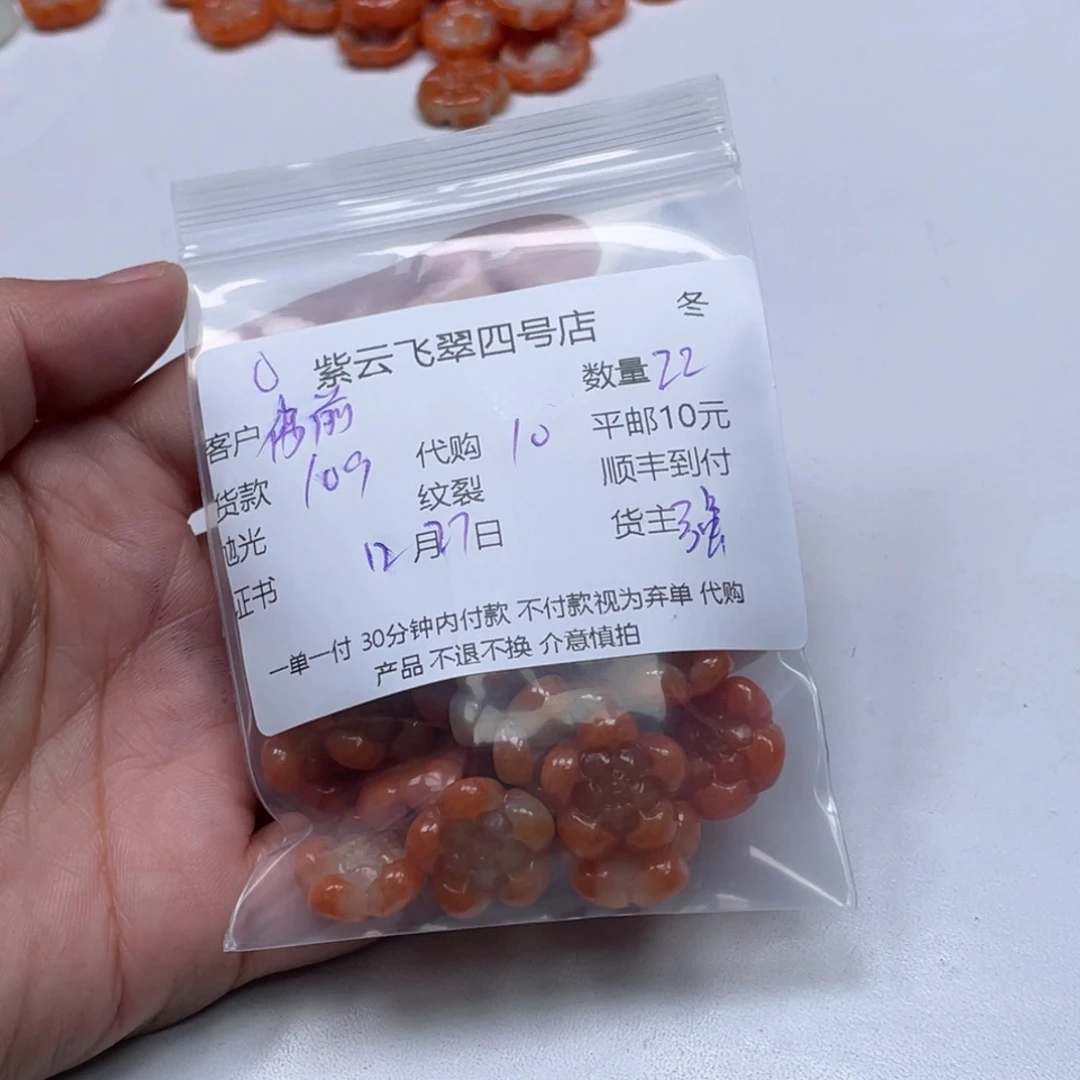 冬
0 紫云飞翠四号店
数量22
客户佛前 代购 10 平邮10元
货款 109 纹裂 顺丰到付
抛光 12月27日 货主强
证书
一单一付 30分钟内付款 不付款视为弃单 代购
产品 不退不换 介意慎拍